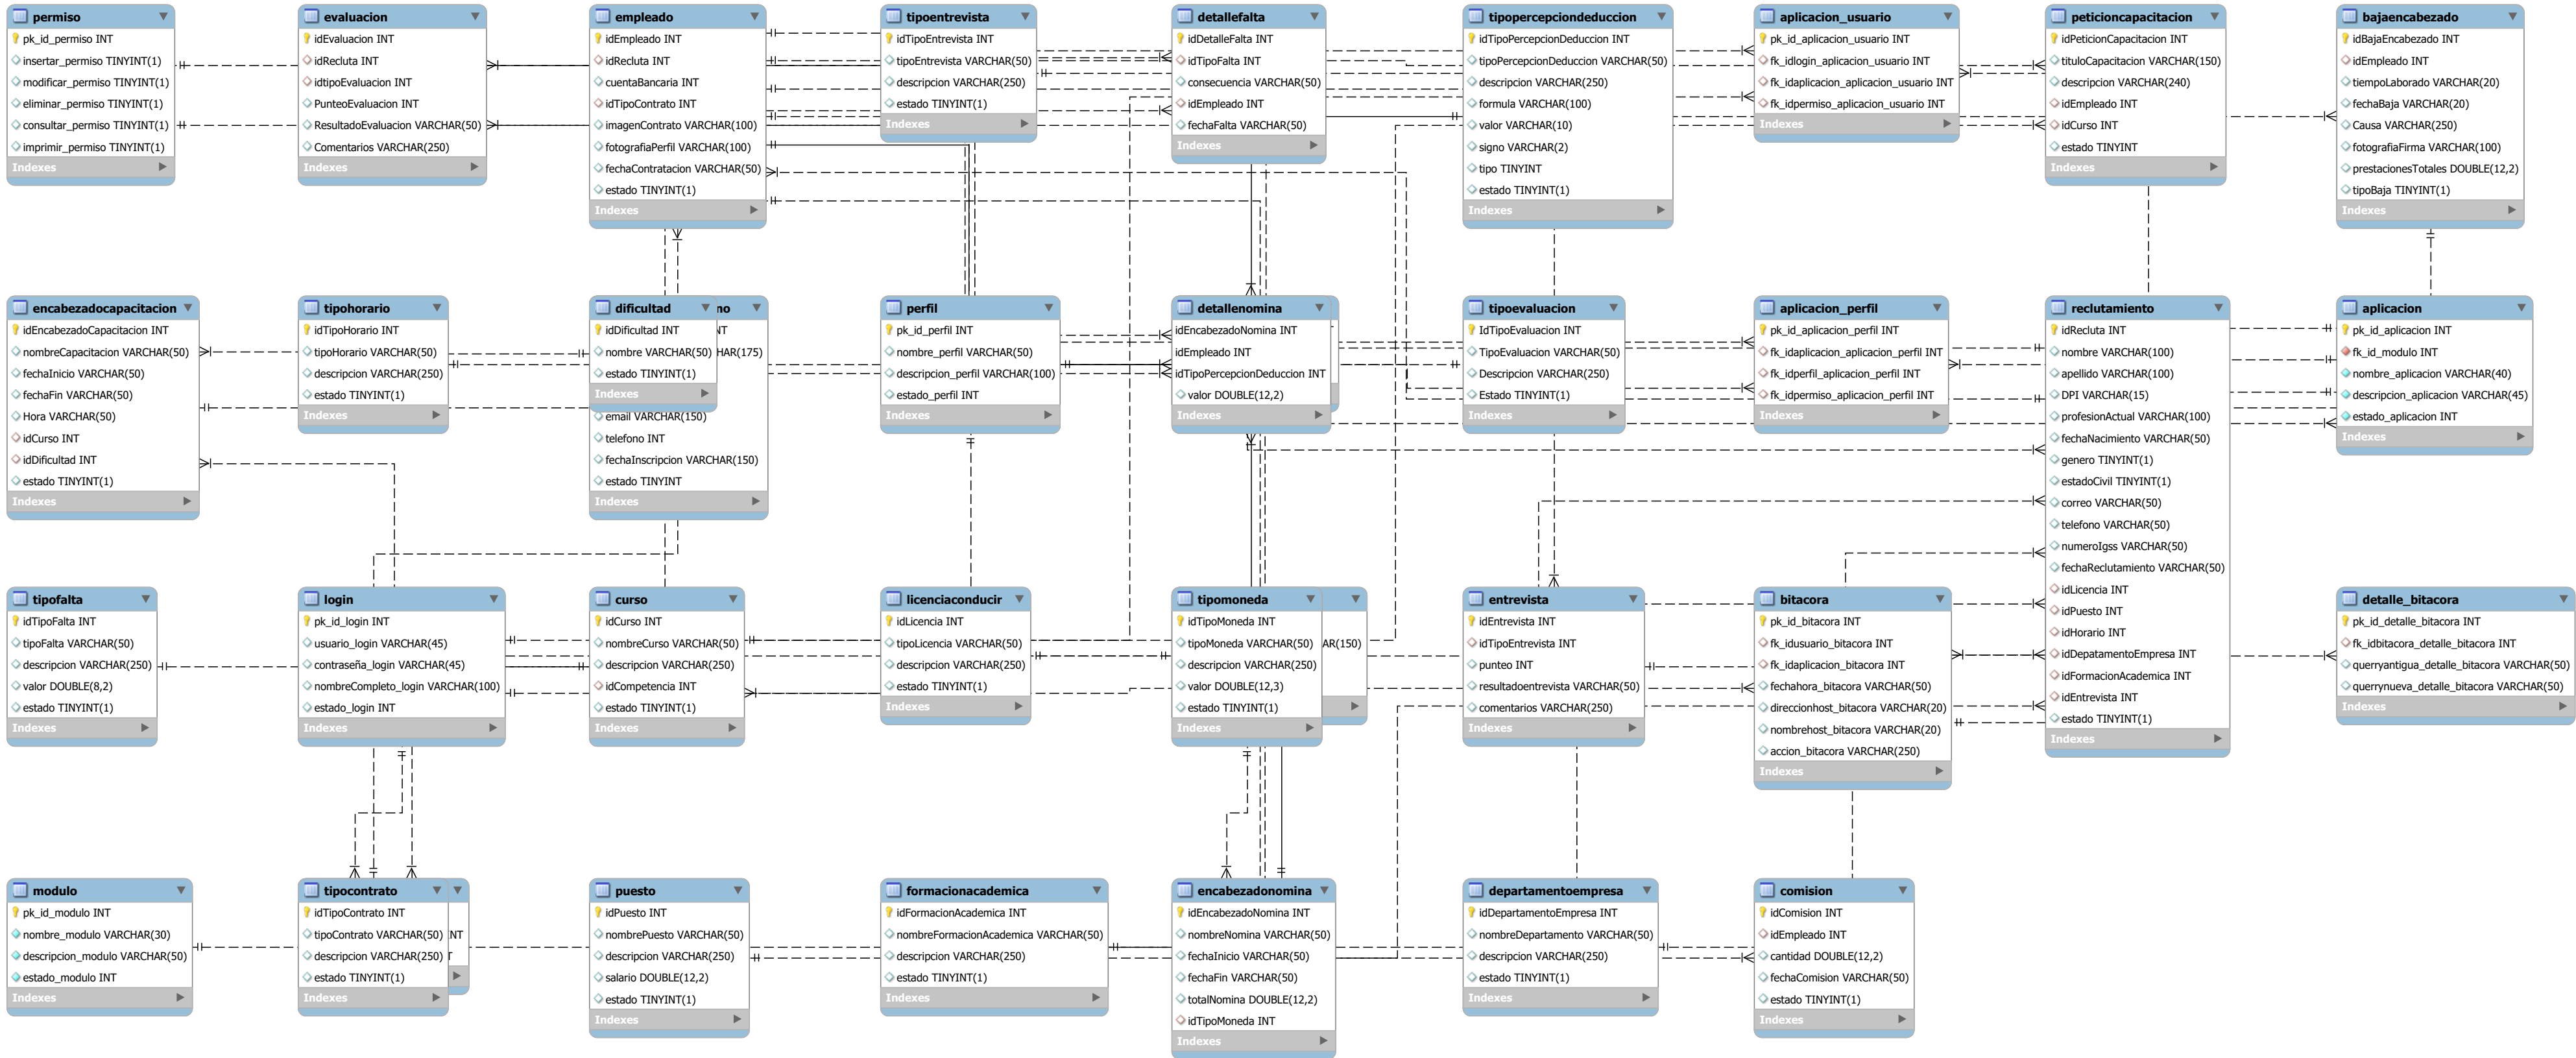 permiso
pk_id_permiso INT
insertar_permiso TINYINT(1)
modificar_permiso TINYINT(1)
eliminar_permiso TINYINT(1)
consultar_permiso TINYINT(1)
imprimir_permiso TINYINT(1)
Indexes
evaluacion
idEvaluacion INT
idRecluta INT
idtipoEvaluacion INT
PunteoEvaluacion INT
ResultadoEvaluacion VARCHAR(50)
Comentarios VARCHAR(250)
Indexes
empleado
idEmpleado INT
idRecluta INT
cuentaBancaria INT
idTipoContrato INT
imagenContrato VARCHAR(100)
fotografiaPerfil VARCHAR(100)
fechaContratacion VARCHAR(50)
estado TINYINT(1)
Indexes
tipoentrevista
idTipoEntrevista INT
tipoEntrevista VARCHAR(50)
descripcion VARCHAR(250)
estado TINYINT(1)
Indexes
detallefalta
idDetalleFalta INT
idTipoFalta INT
consecuencia VARCHAR(50)
idEmpleado INT
fechaFalta VARCHAR(50)
Indexes
tipopercepciondeduccion
idTipoPercepcionDeduccion INT
tipoPercepcionDeduccion VARCHAR(50)
descripcion VARCHAR(250)
formula VARCHAR(100)
valor VARCHAR(10)
signo VARCHAR(2)
tipo TINYINT
estado TINYINT(1)
Indexes
aplicacion_usuario
pk_id_aplicacion_usuario INT
fk_idlogin_aplicacion_usuario INT
fk_idaplicacion_aplicacion_usuario INT
fk_idpermiso_aplicacion_usuario INT
Indexes
peticioncapacitacion
idPeticionCapacitacion INT
tituloCapacitacion VARCHAR(150)
descripcion VARCHAR(240)
idEmpleado INT
idCurso INT
estado TINYINT
Indexes
bajaencabezado
idBajaEncabezado INT
idEmpleado INT
tiempoLaborado VARCHAR(20)
fechaBaja VARCHAR(20)
Causa VARCHAR(250)
fotografiaFirma VARCHAR(100)
prestacionesTotales DOUBLE(12,2)
tipoBaja TINYINT(1)
Indexes
encabezadocapacitacion
idEncabezadoCapacitacion INT
nombreCapacitacion VARCHAR(50)
fechaInicio VARCHAR(50)
fechaFin VARCHAR(50)
Hora VARCHAR(50)
idCurso INT
idDificultad INT
estado TINYINT(1)
Indexes
tipohorario
idTipoHorario INT
tipoHorario VARCHAR(50)
descripcion VARCHAR(250)
estado TINYINT(1)
Indexes
dificultad
idDificultad INT
nombre VARCHAR(50)
estado TINYINT(1)
Indexes
no
NT
HAR(175)
email VARCHAR(150)
telefono INT
fechaInscripcion VARCHAR(150)
estado TINYINT
Indexes
perfil
pk_id_perfil INT
nombre_perfil VARCHAR(50)
descripcion_perfil VARCHAR(100)
estado_perfil INT
Indexes
detallenomina
idEncabezadoNomina INT
idEmpleado INT
idTipoPercepcionDeduccion INT
valor DOUBLE(12,2)
Indexes
tipoevaluacion
IdTipoEvaluacion INT
TipoEvaluacion VARCHAR(50)
Descripcion VARCHAR(250)
Estado TINYINT(1)
Indexes
aplicacion_perfil
pk_id_aplicacion_perfil INT
fk_idaplicacion_aplicacion_perfil INT
fk_idperfil_aplicacion_perfil INT
fk_idpermiso_aplicacion_perfil INT
Indexes
reclutamiento
idRecluta INT
nombre VARCHAR(100)
apellido VARCHAR(100)
DPI VARCHAR(15)
profesionActual VARCHAR(100)
fechaNacimiento VARCHAR(50)
genero TINYINT(1)
estadoCivil TINYINT(1)
correo VARCHAR(50)
telefono VARCHAR(50)
numeroIgss VARCHAR(50)
fechaReclutamiento VARCHAR(50)
idLicencia INT
idPuesto INT
idHorario INT
idDepatamentoEmpresa INT
idFormacionAcademica INT
idEntrevista INT
estado TINYINT(1)
Indexes
aplicacion
pk_id_aplicacion INT
fk_id_modulo INT
nombre_aplicacion VARCHAR(40)
descripcion_aplicacion VARCHAR(45)
estado_aplicacion INT
Indexes
tipofalta
idTipoFalta INT
tipoFalta VARCHAR(50)
descripcion VARCHAR(250)
valor DOUBLE(8,2)
estado TINYINT(1)
Indexes
login
pk_id_login INT
usuario_login VARCHAR(45)
contraseña_login VARCHAR(45)
nombreCompleto_login VARCHAR(100)
estado_login INT
Indexes
curso
idCurso INT
nombreCurso VARCHAR(50)
descripcion VARCHAR(250)
idCompetencia INT
estado TINYINT(1)
Indexes
licenciaconducir
idLicencia INT
tipoLicencia VARCHAR(50)
descripcion VARCHAR(250)
estado TINYINT(1)
Indexes
tipomoneda
idTipoMoneda INT
tipoMoneda VARCHAR(50)
descripcion VARCHAR(250)
valor DOUBLE(12,3)
estado TINYINT(1)
Indexes
AR(150)
entrevista
idEntrevista INT
idTipoEntrevista INT
punteo INT
resultadoentrevista VARCHAR(50)
comentarios VARCHAR(250)
Indexes
bitacora
pk_id_bitacora INT
fk_idusuario_bitacora INT
fk_idaplicacion_bitacora INT
fechahora_bitacora VARCHAR(50)
direccionhost_bitacora VARCHAR(20)
nombrehost_bitacora VARCHAR(20)
accion_bitacora VARCHAR(250)
Indexes
detalle_bitacora
pk_id_detalle_bitacora INT
fk_idbitacora_detalle_bitacora INT
querryantigua_detalle_bitacora VARCHAR(50)
querrynueva_detalle_bitacora VARCHAR(50)
Indexes
modulo
pk_id_modulo INT
nombre_modulo VARCHAR(30)
descripcion_modulo VARCHAR(50)
estado_modulo INT
Indexes
tipocontrato
idTipoContrato INT
tipoContrato VARCHAR(50)
descripcion VARCHAR(250)
estado TINYINT(1)
Indexes
NT
puesto
idPuesto INT
nombrePuesto VARCHAR(50)
descripcion VARCHAR(250)
salario DOUBLE(12,2)
estado TINYINT(1)
Indexes
formacionacademica
idFormacionAcademica INT
nombreFormacionAcademica VARCHAR(50)
descripcion VARCHAR(250)
estado TINYINT(1)
Indexes
encabezadonomina
idEncabezadoNomina INT
nombreNomina VARCHAR(50)
fechaInicio VARCHAR(50)
fechaFin VARCHAR(50)
totalNomina DOUBLE(12,2)
idTipoMoneda INT
Indexes
departamentoempresa
idDepartamentoEmpresa INT
nombreDepartamento VARCHAR(50)
descripcion VARCHAR(250)
estado TINYINT(1)
Indexes
comision
idComision INT
idEmpleado INT
cantidad DOUBLE(12,2)
fechaComision VARCHAR(50)
estado TINYINT(1)
Indexes